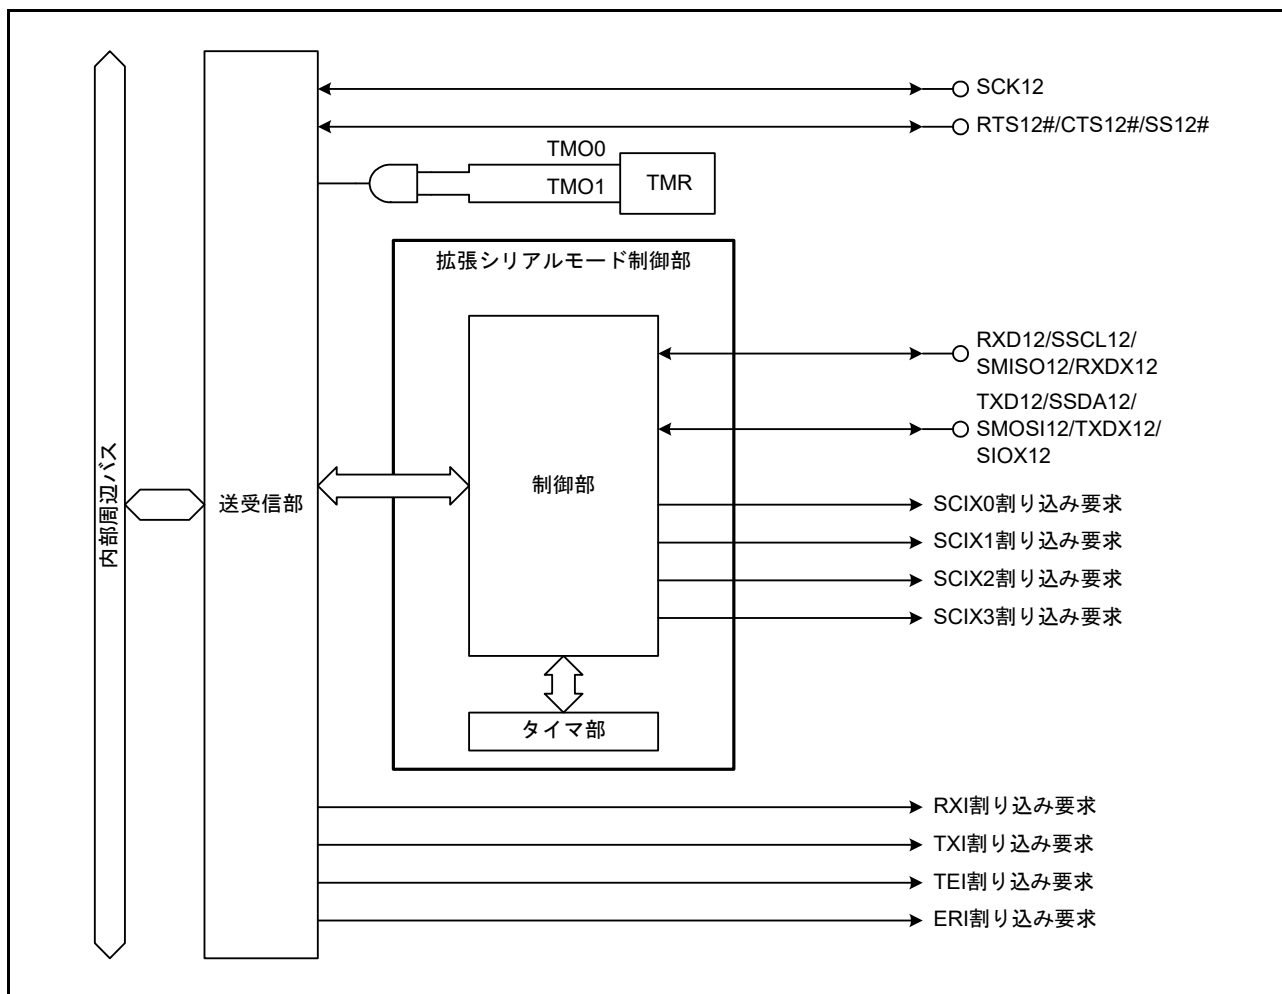 SCK12
RTS12#/CTS12#/SS12#
TMO0
TMO1
TMR
拡張シリアルモード制御部
RXD12/SSCL12/
SMISO12/RXDX12
TXD12/SSDA12/
SMOSI12/TXDX12/
SIOX12
内部周辺バス
送受信部
制御部
SCIX0割り込み要求
SCIX1割り込み要求
SCIX2割り込み要求
SCIX3割り込み要求
タイマ部
RXI割り込み要求
TXI割り込み要求
TEI割り込み要求
ERI割り込み要求